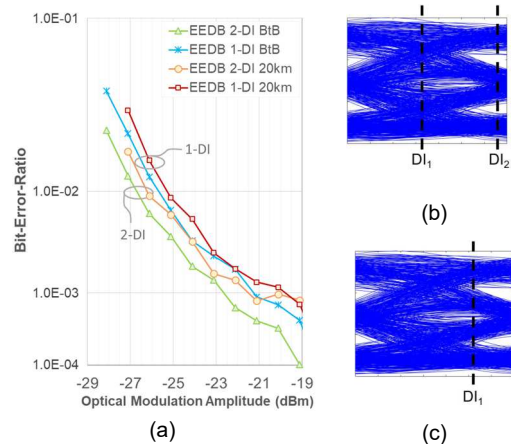 (a)
1.0E-01
EEDB 2-DI BtB
EEDB 1-DI BtB
EEDB 2-DI 20km
EEDB 1-DI 20km
1-DI
Bit-Error-Ratio
1.0E-02
2-DI
1.0E-03
1.0E-04
-29 -27 -25 -23 -21 -19
Optical Modulation Amplitude (dBm)
(a)
DI1 DI2
(b)
DI1
(c)